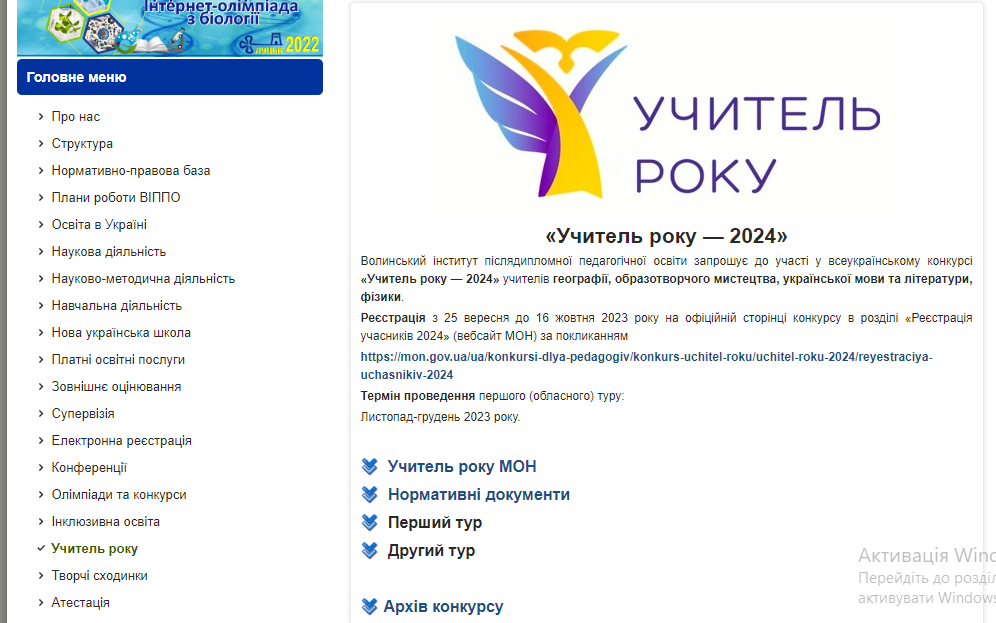 Інтернет-олімпіада
з біології
ЛУЦЬК 2022
Головне меню
Про нас
Структура
Нормативно-правова база
Плани роботи ВІППО
Освіта в Україні
Наукова діяльність
Науково-методична діяльність
Навчальна діяльність
Нова українська школа
Платні освітні послуги
Зовнішнє оцінювання
Супервізія
Електронна реєстрація
Конференції
Олімпіади та конкурси
Інклюзивна освіта
Учитель року
Творчі сходинки
Атестація
УЧИТЕЛЬ
РОКУ
«Учитель року — 2024»
Волинський інститут післядипломної педагогічної освіти запрошує до участі у всеукраїнському конкурсі
«Учитель року — 2024» учителів географії, образотворчого мистецтва, української мови та літератури,
фізики.
Реєстрація з 25 вересня до 16 жовтня 2023 року на офіційній сторінці конкурсу в розділі «Реєстрація
учасників 2024» (вебсайт МОН) за покликанням
https://mon.gov.ua/ua/konkursi-dlya-pedagogiv/konkurs-uchitel-roku/uchitel-roku-2024/reyestraciya-
uchasnikiv-2024
Термін проведення першого (обласного) туру:
Листопад-грудень 2023 року.
Учитель року МОН
Нормативні документи
Перший тур
Другий тур
Архів конкурсу
Активація Winc
Перейдіть до розділ
активувати Windows